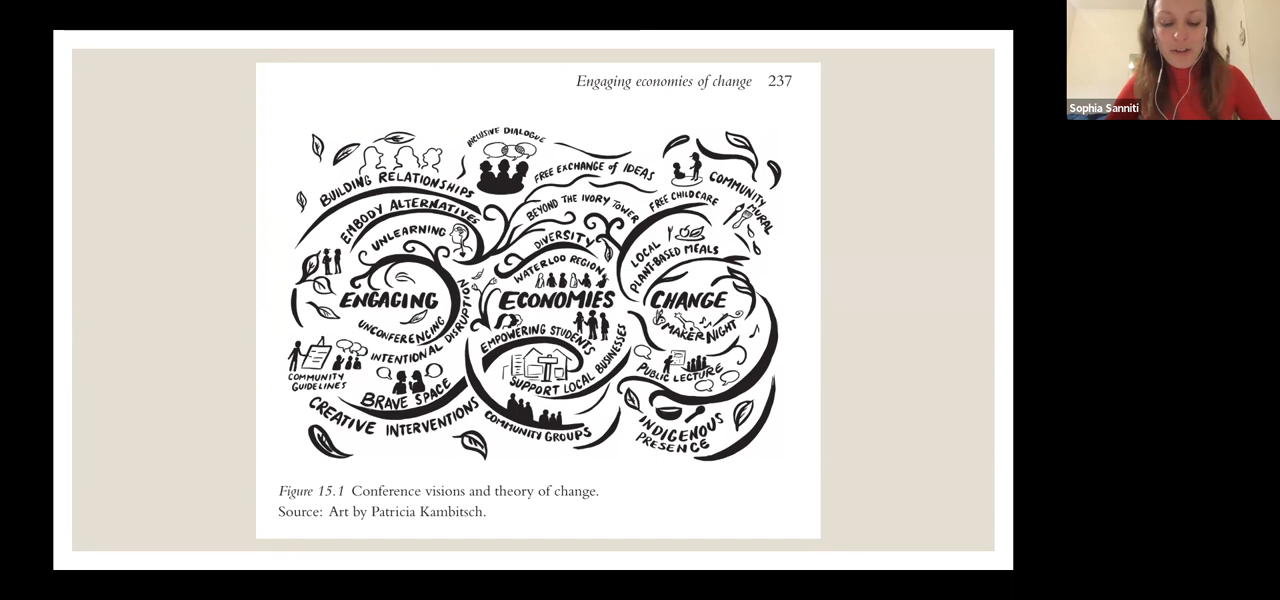 Engaging economies of change 237
INCLUSIVE DIALOGUE
BUILDING RELATIONSHIPS
FREE EXCHANGE of IDEAS
COMMUNITY MURAL
EMBODY ALTERNATIVES
BEYOND THE IVORY TOWER
FREE CHILDCARE
UNLEARNING
DIVERSITY
LOCAL
PLANT-BASED MEALS
WATERLOO REGION
ENGAGING
ECONOMIES
CHANGE
UNCONFERENCING
INTENTIONAL DISRUPTION
EMPOWERING STUDENTS
MAKER NIGHT
COMMUNITY
GUIDELINES
BRAVE SPACE
SUPPORT LOCAL BUSINESSES
PUBLIC LECTURE
CREATIVE INTERVENTIONS
COMMUNITY GROUPS
INDIGENOUS
PRESENCE
Figure 15.1 Conference visions and theory of change.
Source: Art by Patricia Kambitsch.
Sophia Sanniti